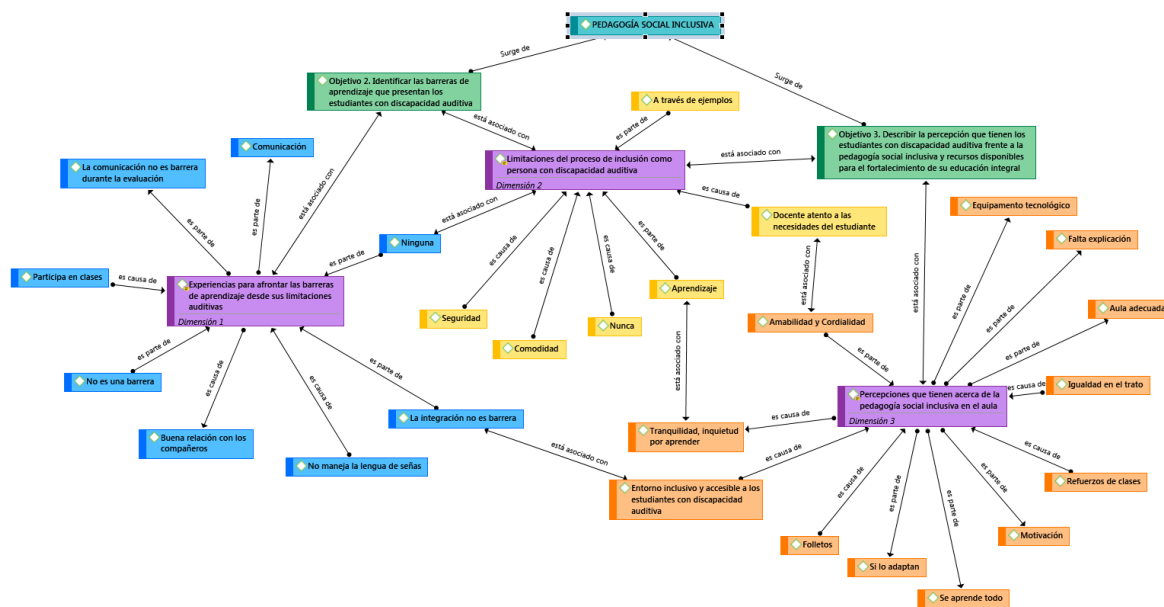 PEDAGOGÍA SOCIAL INCLUSIVA
Surge de
Surge de
Objetivo 2. Identificar las barreras de
aprendizaje que presentan los
estudiantes con discapacidad auditiva
A través de ejemplos
es parte de
está asociado con
Objetivo 3. Describir la percepción que tienen los
estudiantes con discapacidad auditiva frente a la
pedagogía social inclusiva y recursos disponibles
para el fortalecimiento de su educación integral
Comunicación
La comunicación no es barrera
durante la evaluación
Limitaciones del proceso de inclusión como
persona con discapacidad auditiva
Dimensión 2
está asociado con
está asociado con
es parte de
es parte de
está asociado con
es causa de
Equipamiento tecnológico
Docente atento a las
necesidades del estudiante
Falta explicación
Ninguna
es parte de
es causa de
es causa de
es causa de
es parte de
está asociado con
está asociado con
es parte de
es parte de
Participa en clases
es causa de
Experiencias para afrontar las barreras
de aprendizaje desde sus limitaciones
auditivas
Dimensión 1
Aprendizaje
Seguridad
Nunca
Amabilidad y Cordialidad
Aula adecuada
Comodidad
es parte de
es causa de
es causa de
es parte de
está asociado con
es parte de
es parte de
No es una barrera
es causa de
Igualdad en el trato
Percepciones que tienen acerca de la
pedagogía social inclusiva en el aula
Dimensión 3
La integración no es barrera
es causa de
Tranquilidad, inquietud
por aprender
Buena relación con los
compañeros
está asociado con
es causa de
es causa de
No maneja la lengua de señas
Entorno inclusivo y accesible a los
estudiantes con discapacidad
auditiva
Refuerzos de clases
es causa de
es parte de
es parte de
es parte de
Folletos
Motivación
Si lo adaptan
Se aprende todo